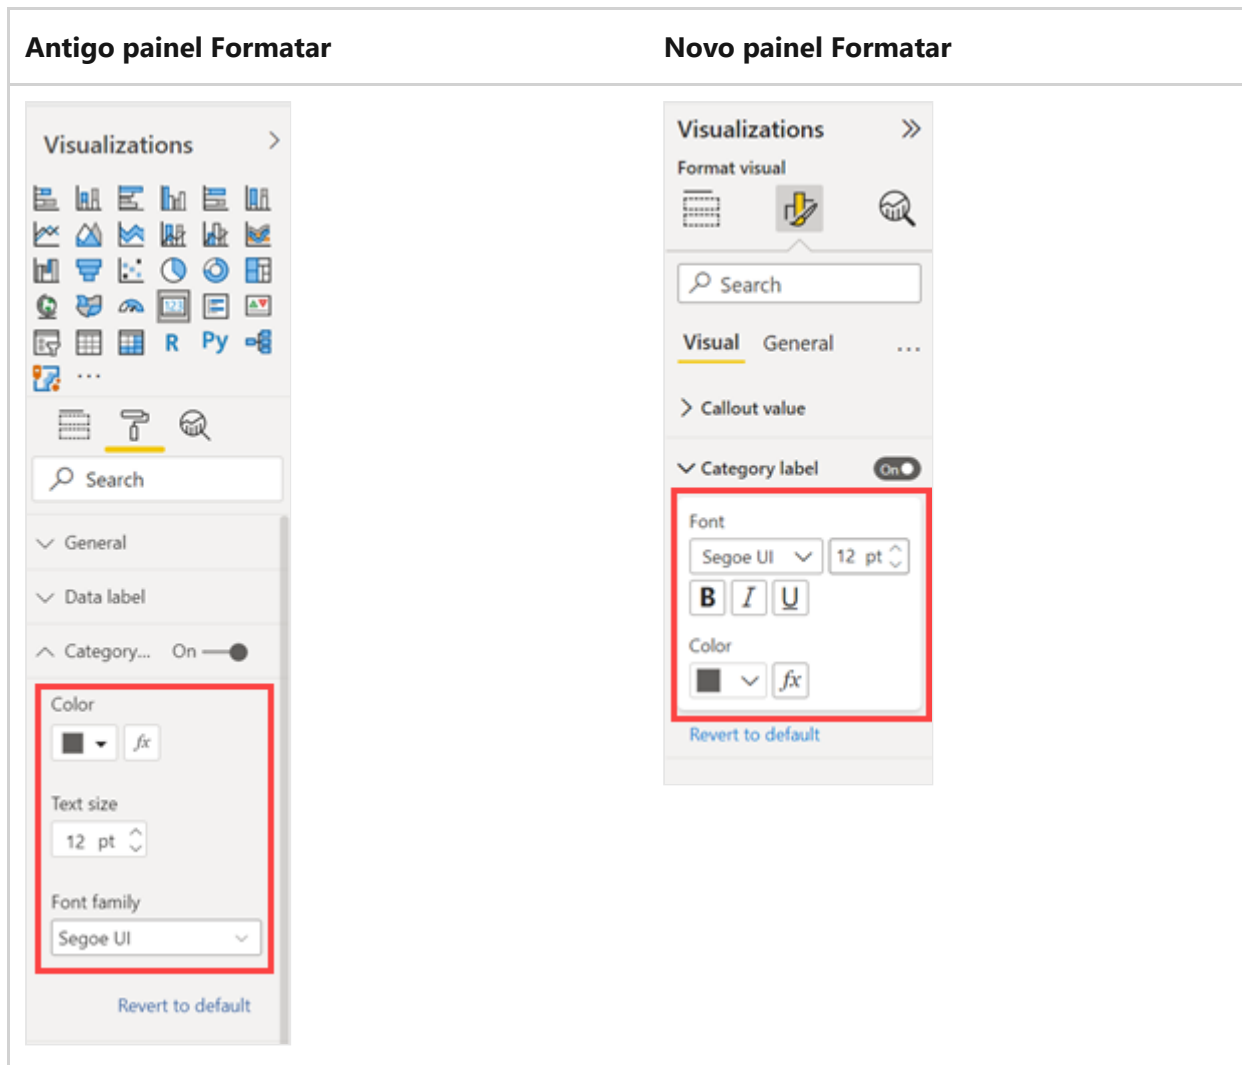 Antigo painel Formatar
Novo painel Formatar
Visualizations
123
R Py
Search
General
Data label
Category... On
Color
fx
Text size
12 pt
Font family
Segoe UI
Revert to default
Visualizations
Format visual
Search
Visual General ...
Callout value
Category label On
Font
Segoe UI 12 pt
B I U
Color
fx
Revert to default